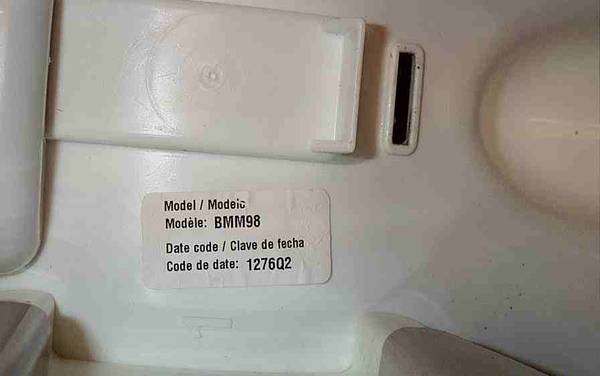 Model / Modelo
Modèle: BMM98
Date code / Clave de fecha
Code de date: 1276Q2